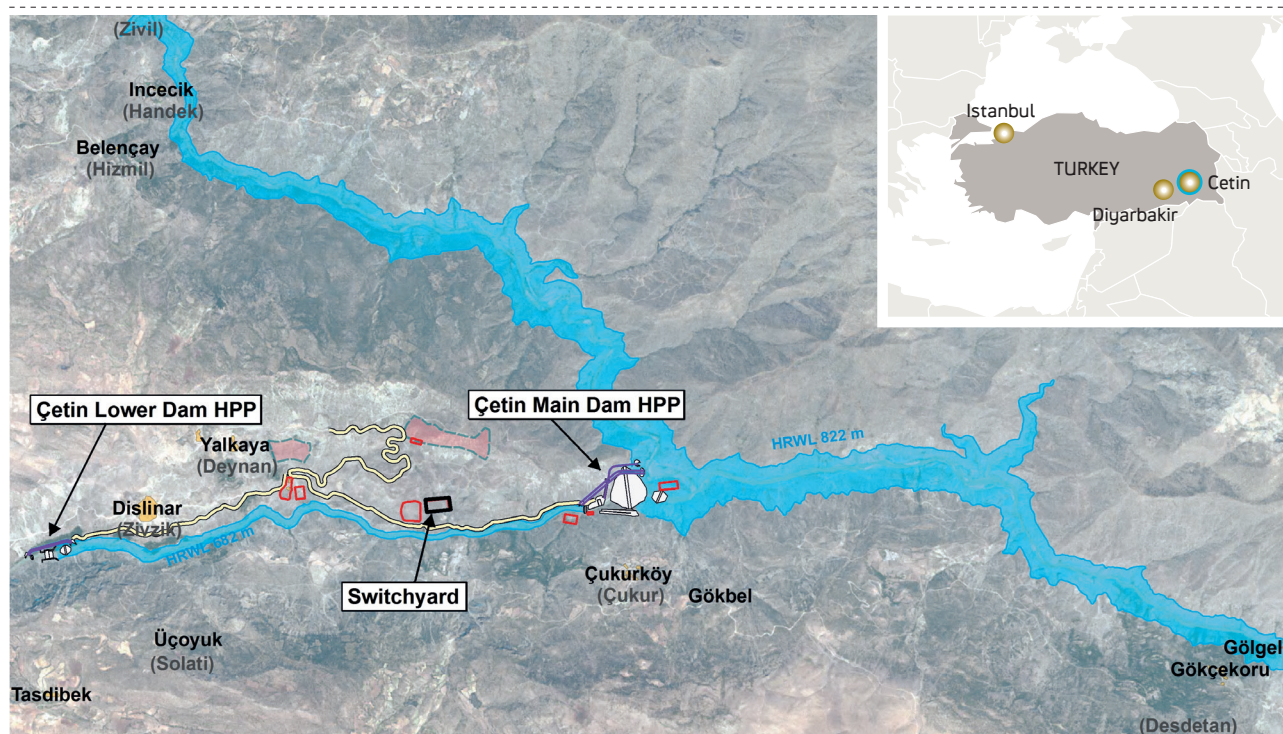 (Zivil)
Incecik
(Handek)
Belençay
(Hizmil)
Istanbul
TURKEY
Cetin
Diyarbakir
Çetin Lower Dam HPP
Çetin Main Dam HPP
Yalkaya
(Deynan)
HRWL 822 m
Dislinar
(Zivzik)
HRWL 682 m
Switchyard
Çukurköy
(Çukur)
Gökbel
Üçoyuk
(Solati)
Tasdibek
Gölgel
Gökçekoru
(Desdetan)